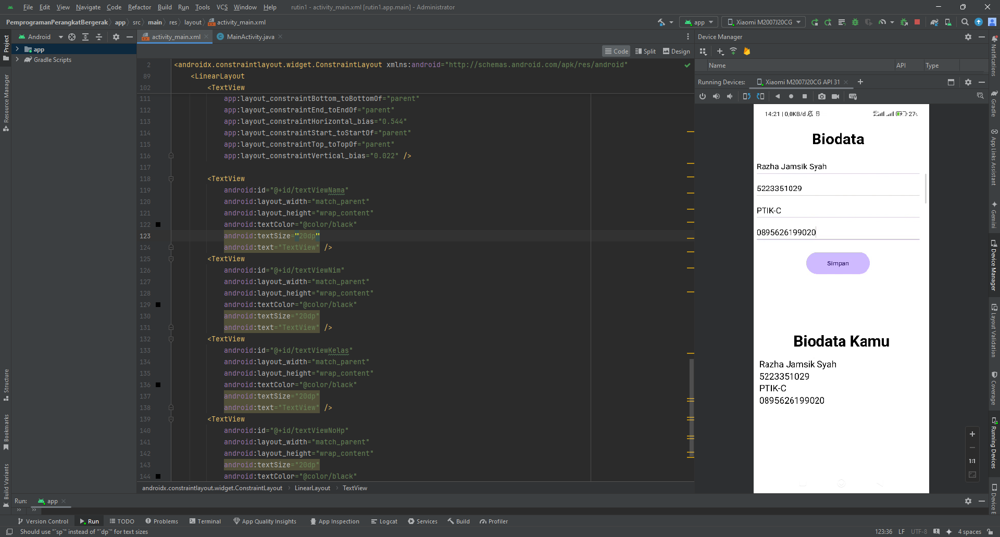 File Edit View Navigate Code Refactor Build Run Tools VCS Window Help rutin1 - activity_main.xml [rutin1.app.main] - Administrator
PemprogramanPerangkatBergerak app src main res layout activity_main.xml app Xiaomi M2007J20CG
Android activity_main.xml MainActivity.java Device Manager
Code Split Design
app
Gradle Scripts
Name API Type
Running Devices: Xiaomi M2007J20CG API 31
2 <androidx.constraintlayout.widget.ConstraintLayout xmlns:android="http://schemas.android.com/apk/res/android"
89 <LinearLayout
102 <TextView
111 app:layout_constraintBottom_toBottomOf="parent"
112 app:layout_constraintEnd_toEndOf="parent"
113 app:layout_constraintHorizontal_bias="0.544"
114 app:layout_constraintStart_toStartOf="parent"
115 app:layout_constraintTop_toTopOf="parent"
116 app:layout_constraintVertical_bias="0.022" />
117
118 <TextView
119 android:id="@+id/textViewNama"
120 android:layout_width="match_parent"
121 android:layout_height="wrap_content"
122 android:textColor="@color/black"
123 android:textSize="20dp"
124 android:text="TextView" />
125 <TextView
126 android:id="@+id/textViewNim"
127 android:layout_width="match_parent"
128 android:layout_height="wrap_content"
129 android:textColor="@color/black"
130 android:textSize="20dp"
131 android:text="TextView" />
132 <TextView
133 android:id="@+id/textViewKelas"
134 android:layout_width="match_parent"
135 android:layout_height="wrap_content"
136 android:textColor="@color/black"
137 android:textSize="20dp"
138 android:text="TextView" />
139 <TextView
140 android:id="@+id/textViewNoHp"
141 android:layout_width="match_parent"
142 android:layout_height="wrap_content"
143 android:textSize="20dp"
144 android:textColor="@color/black"
androidx.constraintlayout.widget.ConstraintLayout LinearLayout TextView
14:21 | 0,0KB/d 27
Biodata
Razha Jamsik Syah
5223351029
PTIK-C
0895626199020
Simpan
Biodata Kamu
Razha Jamsik Syah
5223351029
PTIK-C
0895626199020
1:1
Project
Resource Manager
Structure
Bookmarks
Build Variants
Notifications
Gradle
App Links Assistant
Gemini
Device Manager
Layout Validation
Coverage
Running Devices
Device E
Run: app
Version Control Run TODO Problems Terminal App Quality Insights App Inspection Logcat Services Build Profiler
Should use "`sp`" instead of "`dp`" for text sizes 123:36 LF UTF-8 4 spaces